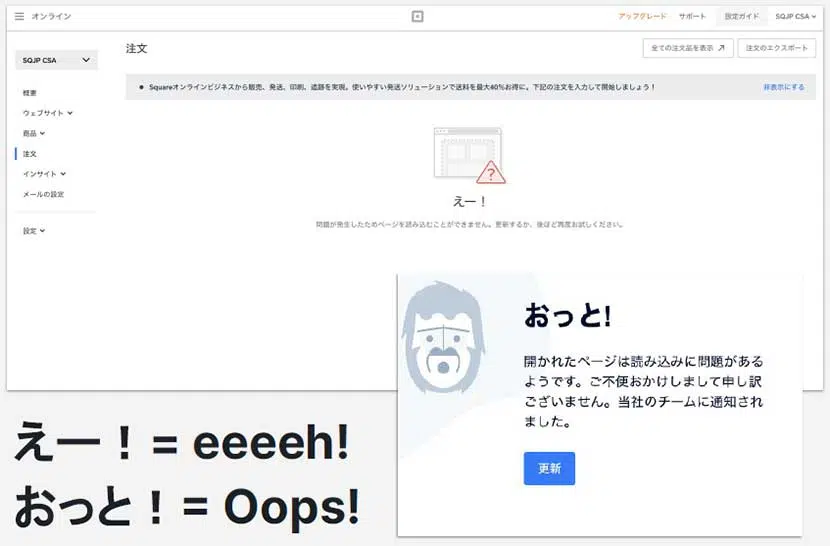 オンライン
アップグレード サポート 設定ガイド SQJP CSA
SQJP CSA
注文
全ての注文品を表示 注文のエクスポート
● Squareオンラインビジネスから販売、発送、印刷、追跡を実現。使いやすい発送ソリューションで送料を最大40%お得に。下記の注文を入力して開始しましょう！ 非表示にする
概要
ウェブサイト
商品
注文
インサイト
メールの設定
設定
?
えー！
問題が発生したためページを読み込むことができません。更新するか、後ほど再度お試しください。
おっと!
開かれたページは読み込みに問題がある
ようです。ご不便おかけしまして申し訳
ございません。当社のチームに通知され
ました。
更新
えー！= eeeeh!
おっと！= Oops!